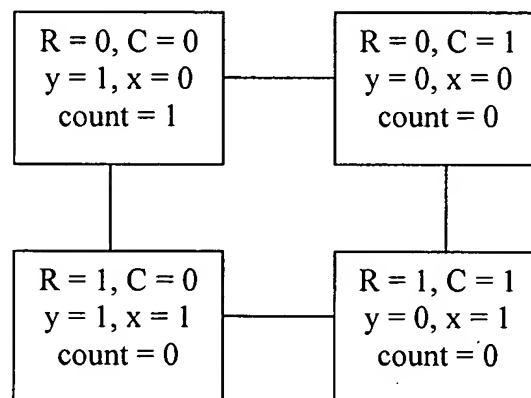 R = 0, C = 0
y = 1, x = 0
count = 1
R = 0, C = 1
y = 0, x = 0
count = 0
R = 1, C = 0
y = 1, x = 1
count = 0
R = 1, C = 1
y = 0, x = 1
count = 0